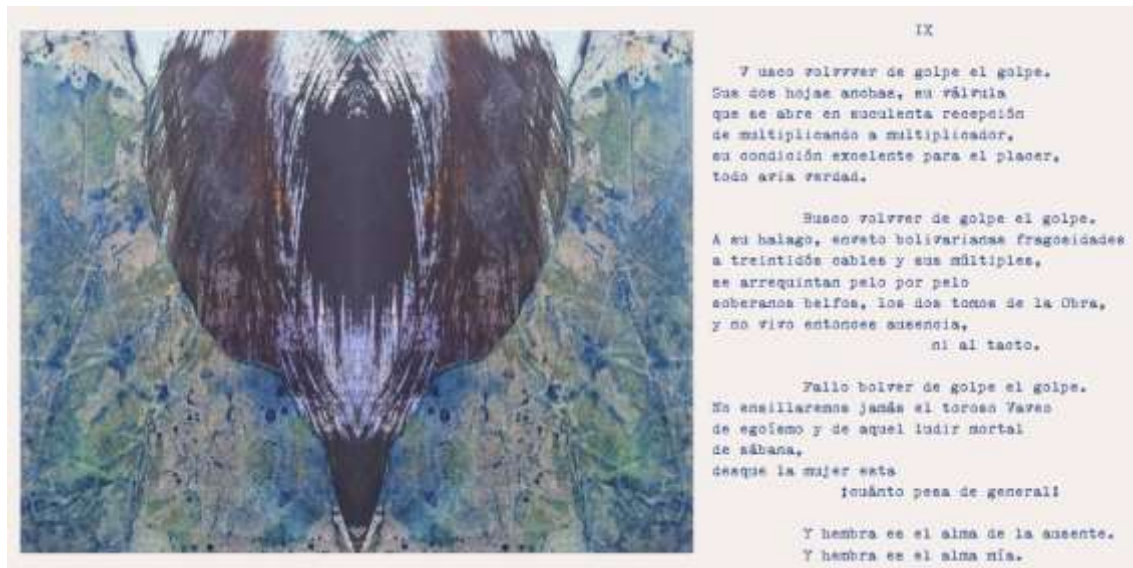 IX
V usco volvvver de golpe el golpe.
Sus dos hojas anchas, su válvula
que se abre en suculenta recepción
de multiplicando a multiplicador,
su condición excelente para el placer,
todo avía verdad.
Busco volvver de golpe el golpe.
A su halago, enveto bolivarianas fragosidades
a treintidós cables y sus múltiples,
se arrequintan pelo por pelo
soberanos belfos, los dos tomos de la Obra,
y no vivo entonces ausencia,
ni al tacto.
Fallo bolver de golpe el golpe.
No ensillaremos jamás el toroso Vaveo
de egoísmo y de aquel ludir mortal
de sábana,
desque la mujer esta
¡cuánto pesa de general!
Y hembra es el alma de la ausente.
Y hembra es el alma mía.